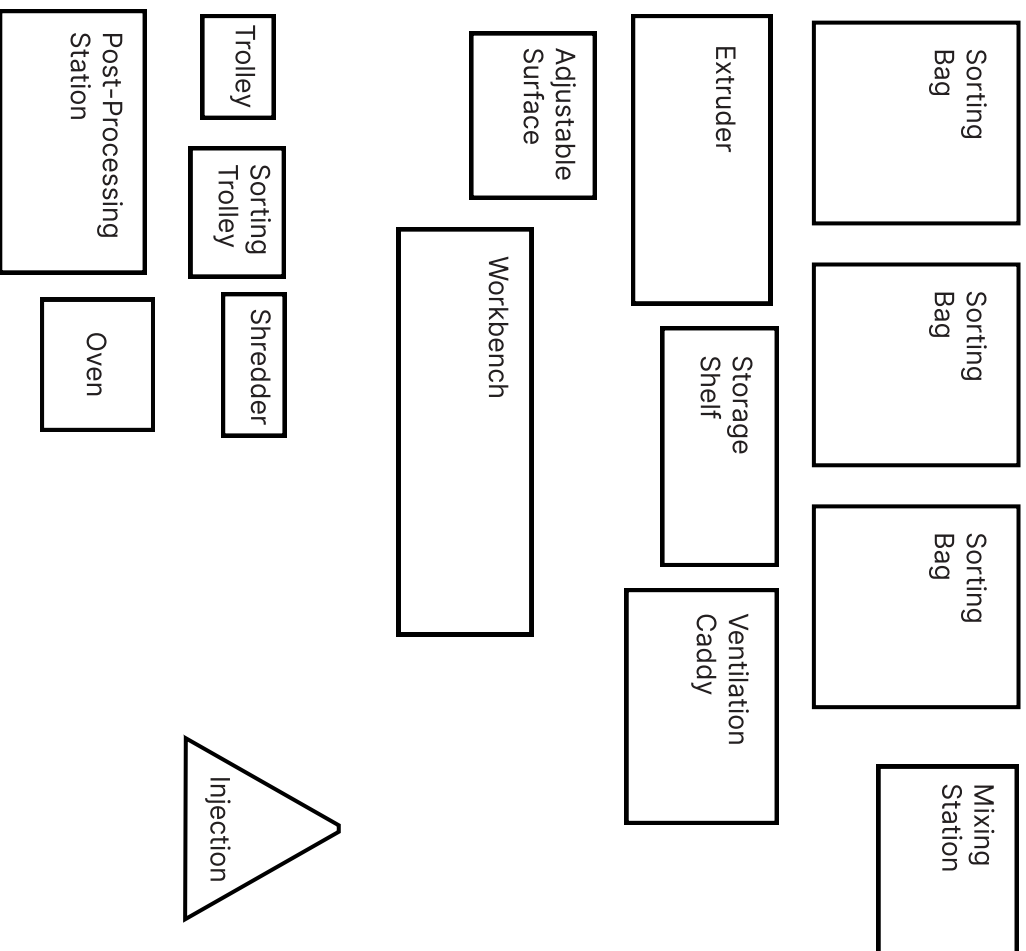 Post-Processing
Station
Trolley
Adjustable
Surface
Extruder
Sorting
Bag
Sorting
Trolley
Workbench
Sorting
Bag
Oven
Shredder
Storage
Shelf
Sorting
Bag
Ventilation
Caddy
Injection
Mixing
Station